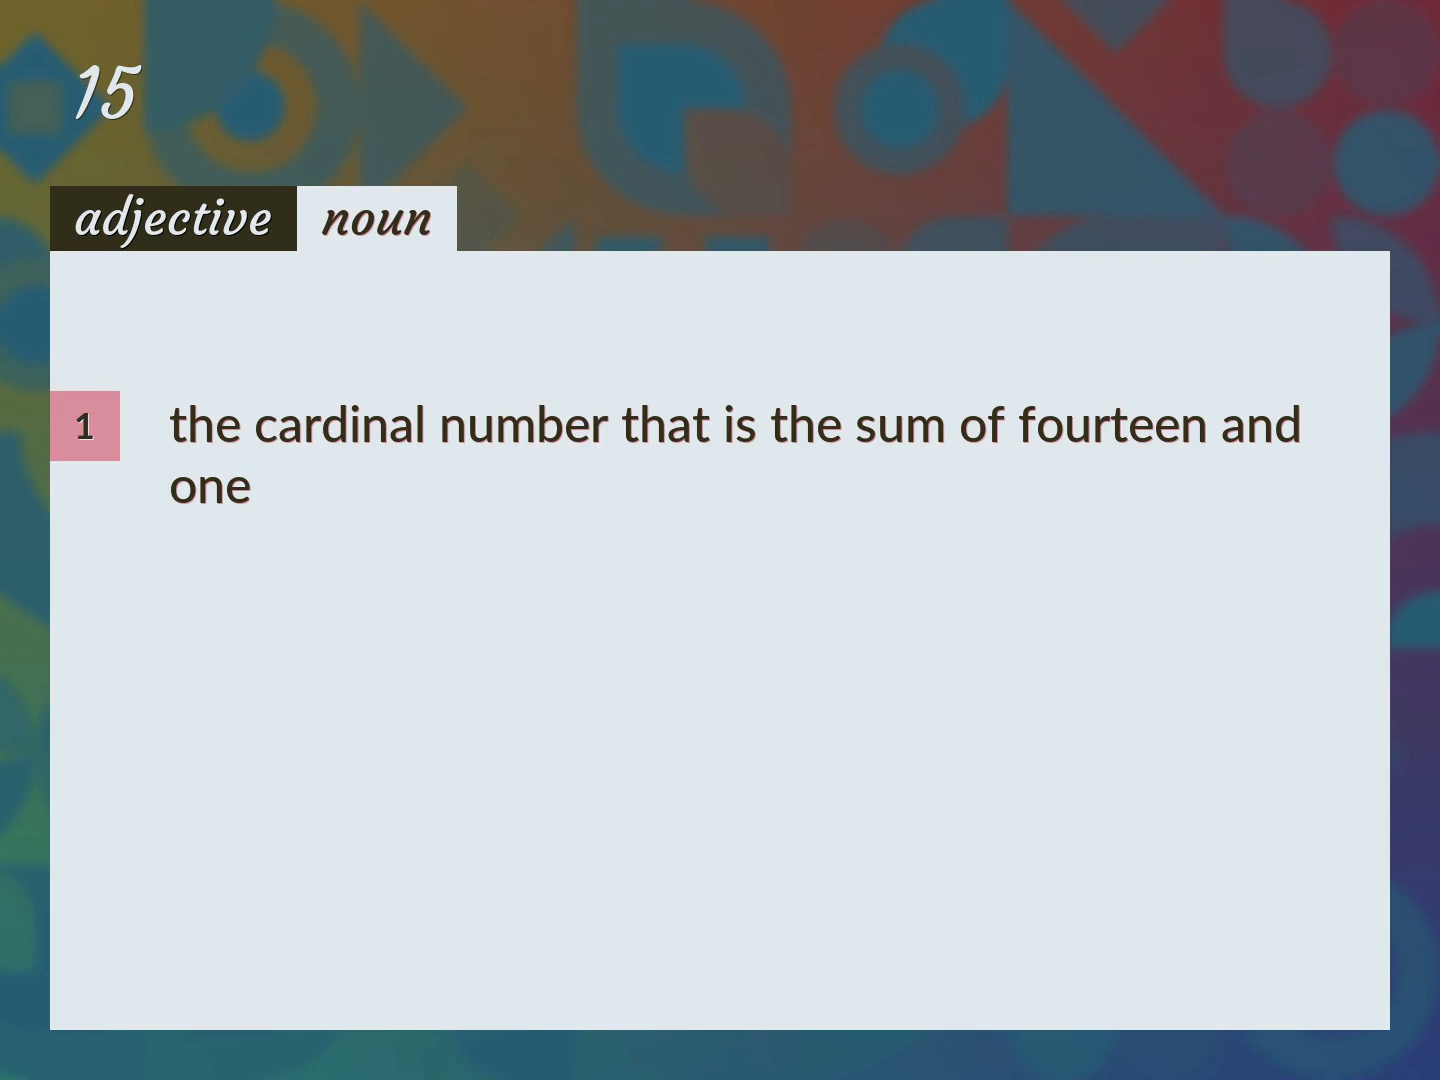 15
adjective noun
1 the cardinal number that is the sum of fourteen and
one